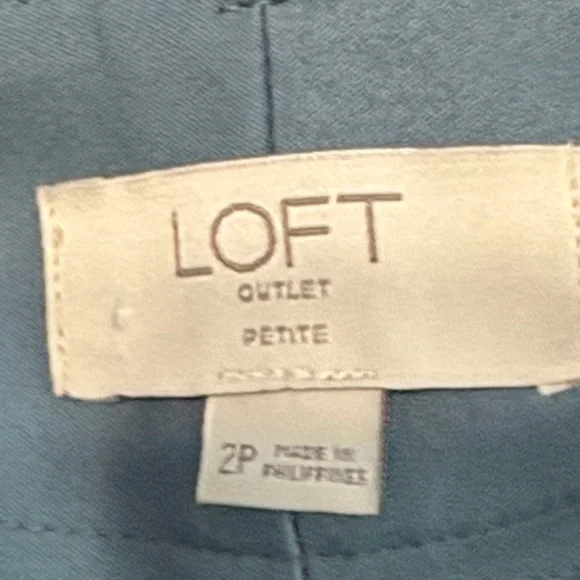 LOFT
OUTLET
PETITE
2P MADE IN
PHILIPPINES